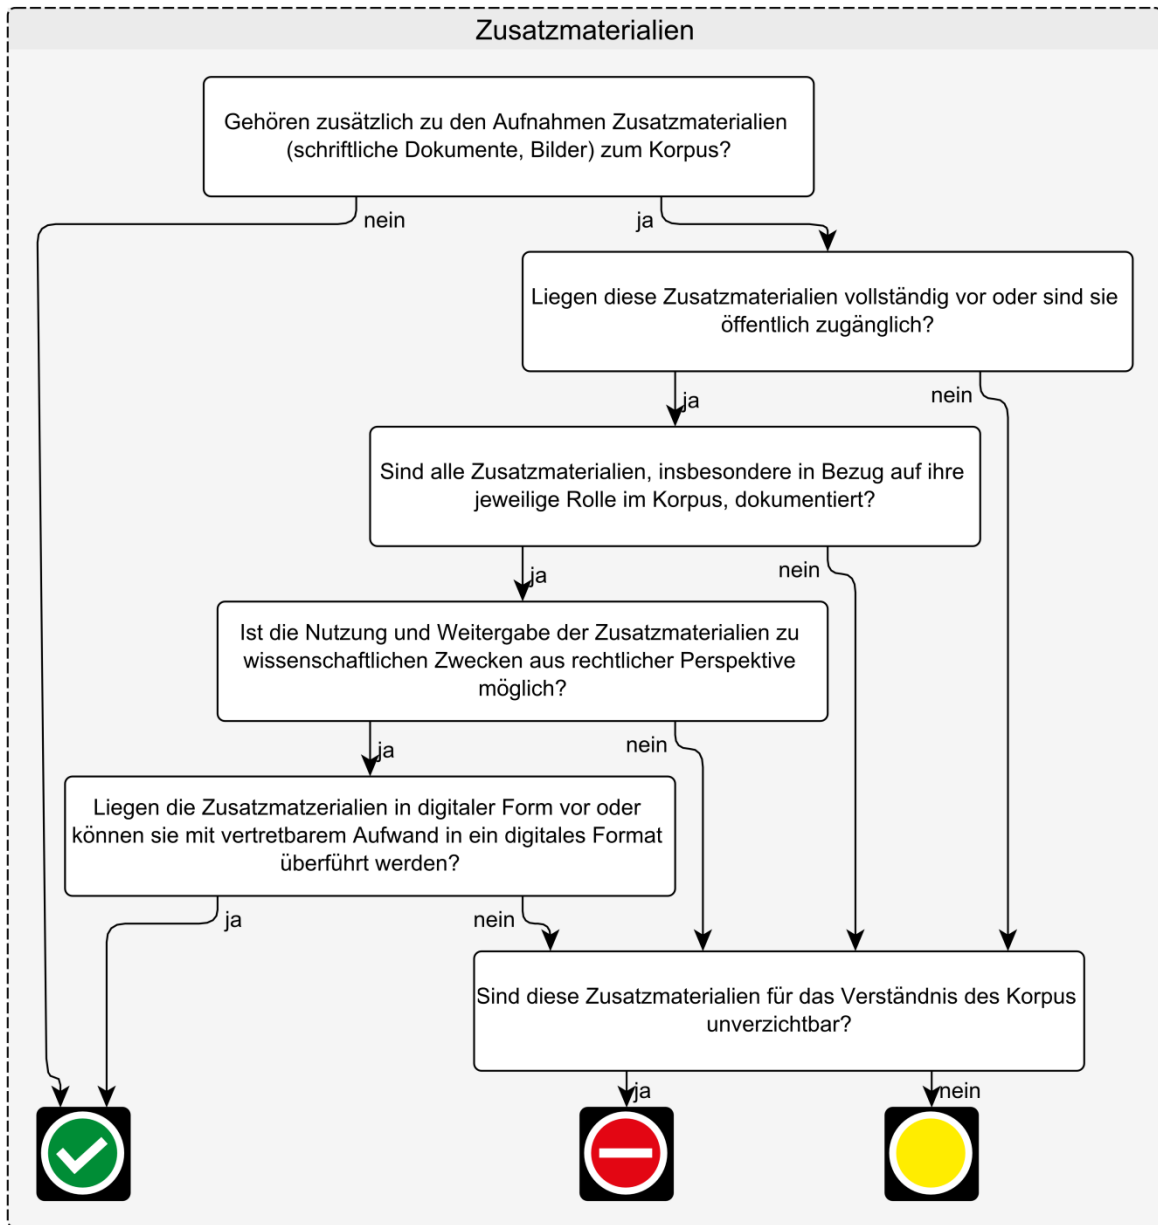 Zusatzmaterialien
Gehören zusätzlich zu den Aufnahmen Zusatzmaterialien
(schriftliche Dokumente, Bilder) zum Korpus?
nein
ja
Liegen diese Zusatzmaterialien vollständig vor oder sind sie
öffentlich zugänglich?
ja
nein
Sind alle Zusatzmaterialien, insbesondere in Bezug auf ihre
jeweilige Rolle im Korpus, dokumentiert?
ja
nein
Ist die Nutzung und Weitergabe der Zusatzmaterialien zu
wissenschaftlichen Zwecken aus rechtlicher Perspektive
möglich?
ja
nein
Liegen die Zusatzmatzerialien in digitaler Form vor oder
können sie mit vertretbarem Aufwand in ein digitales Format
überführt werden?
ja
nein
Sind diese Zusatzmaterialien für das Verständnis des Korpus
unverzichtbar?
ja
nein